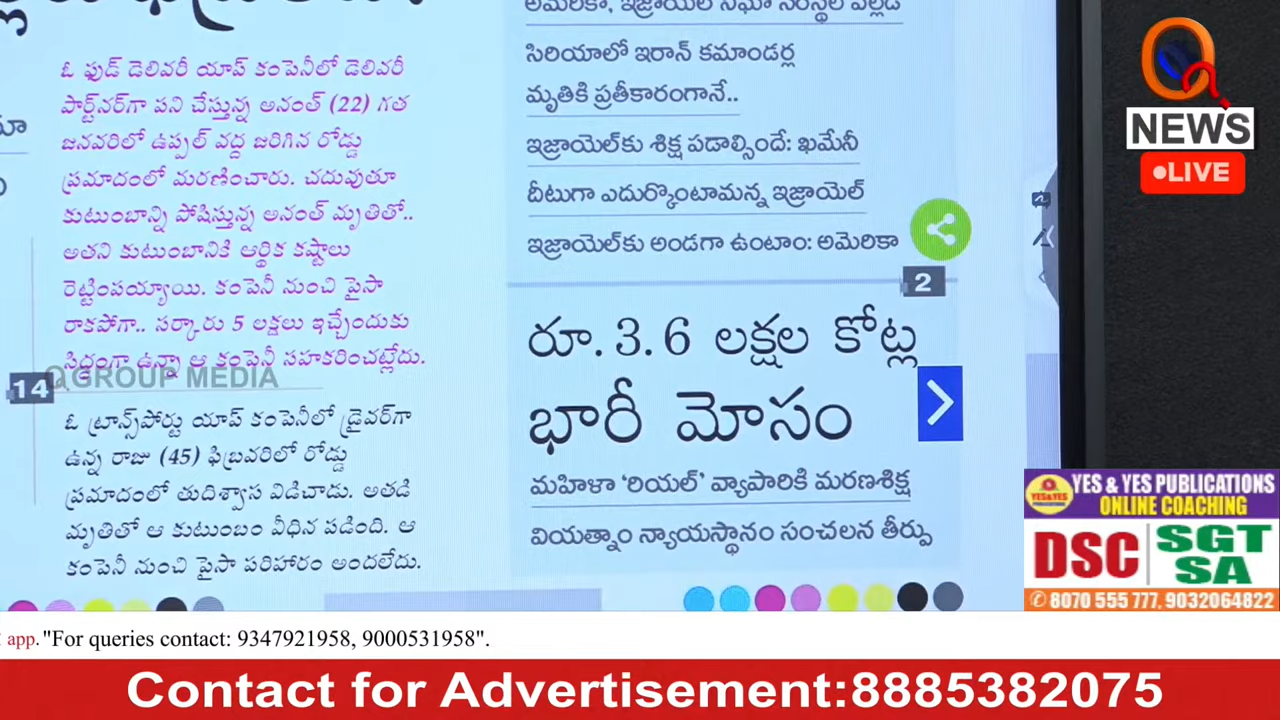 ఓ ఫుడ్ డెలివరీ యాప్ కంపెనీలో డెలివరీ
పార్ట్‌నర్‌గా పని చేస్తున్న అనంత్ (22) గత
జనవరిలో ఉప్పల్ వద్ద జరిగిన రోడ్డు
ప్రమాదంలో మరణించారు. చదువుతూ
కుటుంబాన్ని పోషిస్తున్న అనంత్ మృతితో..
అతని కుటుంబానికి ఆర్థిక కష్టాలు
రెట్టింపయ్యాయి. కంపెనీ నుంచి పైసా
రాకపోగా.. సర్కారు 5 లక్షలు ఇచ్చేందుకు
సిద్ధంగా ఉన్నా ఆ కంపెనీ సహకరించట్లేదు.
14
Q GROUP MEDIA
ఓ ట్రాన్స్‌పోర్టు యాప్ కంపెనీలో డ్రైవర్‌గా
ఉన్న రాజు (45) ఫిబ్రవరిలో రోడ్డు
ప్రమాదంలో తుదిశ్వాస విడిచాడు. అతడి
మృతితో ఆ కుటుంబం వీధిన పడింది. ఆ
కంపెనీ నుంచి పైసా పరిహారం అందలేదు.
అమెరికా, ఇజ్రాయెల్ నిఘా సంస్థల వెల్లడి
సిరియాలో ఇరాన్ కమాండర్ల
మృతికి ప్రతీకారంగానే..
ఇజ్రాయెల్‌కు శిక్ష పడాల్సిందే: ఖమేనీ
దీటుగా ఎదుర్కొంటామన్న ఇజ్రాయెల్
ఇజ్రాయెల్‌కు అండగా ఉంటాం: అమెరికా
2
రూ. 3.6 లక్షల కోట్ల
భారీ మోసం
మహిళా ‘రియల్’ వ్యాపారికి మరణశిక్ష
వియత్నాం న్యాయస్థానం సంచలన తీర్పు
Q
NEWS
LIVE
YES & YES PUBLICATIONS
ONLINE COACHING
DSC SGT
SA
8070 555 777, 9032064822
app. "For queries contact: 9347921958, 9000531958".
Contact for Advertisement:8885382075